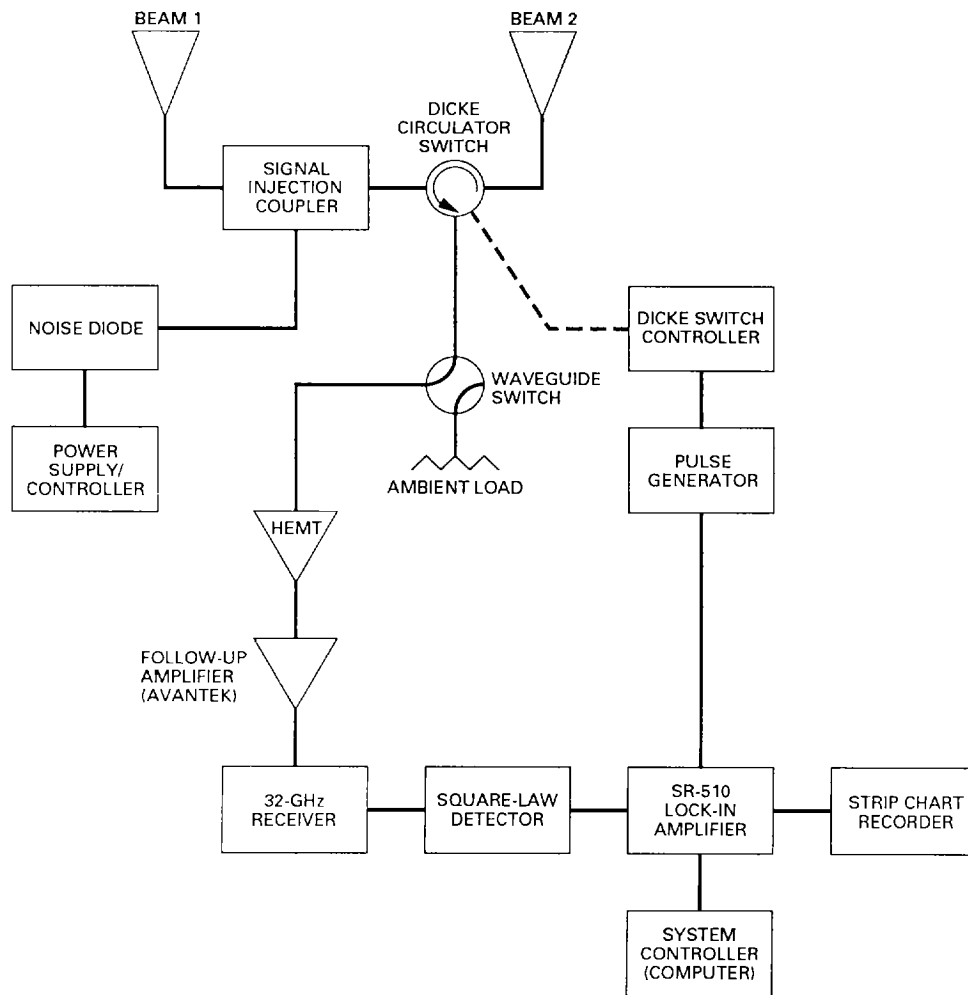 BEAM 1
BEAM 2
DICKE
CIRCULATOR
SWITCH
SIGNAL
INJECTION
COUPLER
NOISE DIODE
DICKE SWITCH
CONTROLLER
WAVEGUIDE
SWITCH
POWER
SUPPLY/
CONTROLLER
PULSE
GENERATOR
AMBIENT LOAD
HEMT
FOLLOW-UP
AMPLIFIER
(AVANTEK)
32-GHz
RECEIVER
SQUARE-LAW
DETECTOR
SR-510
LOCK-IN
AMPLIFIER
STRIP CHART
RECORDER
SYSTEM
CONTROLLER
(COMPUTER)